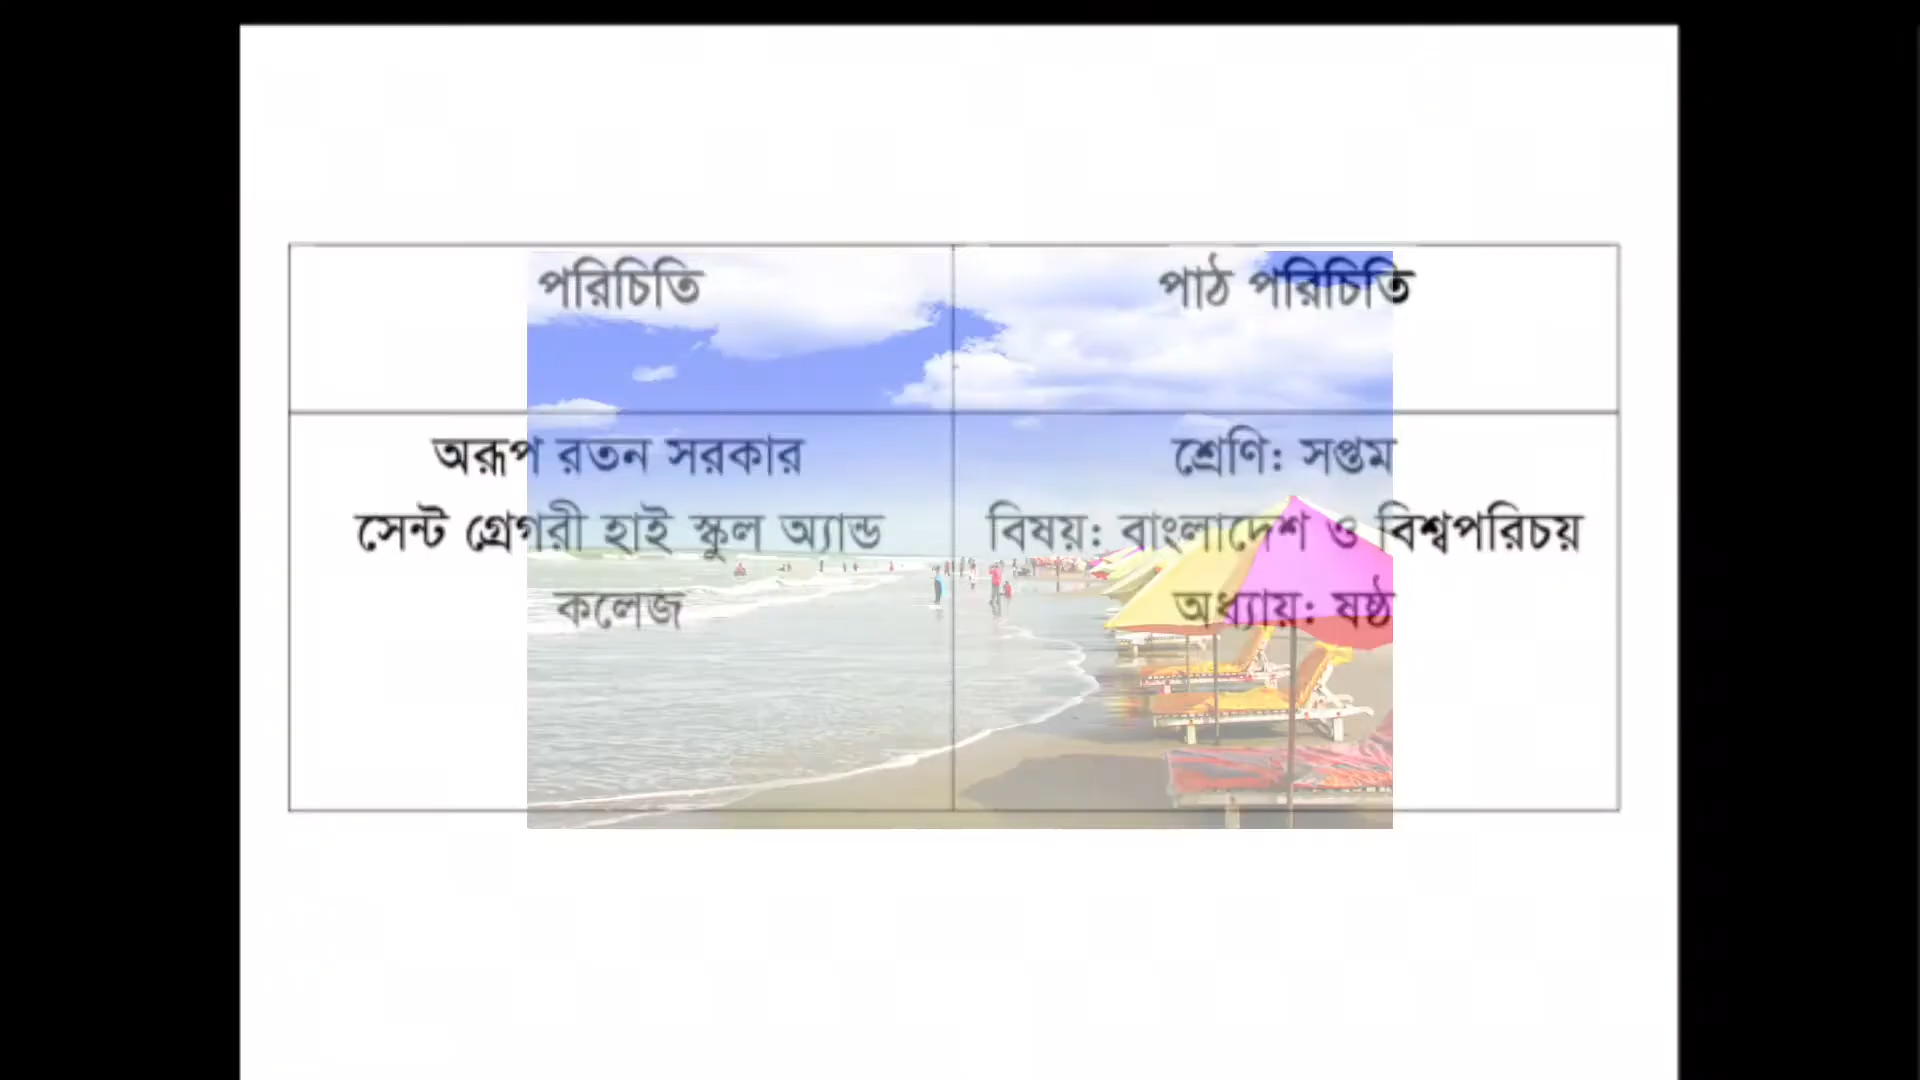 পরিচিতি
পাঠ পরিচিতি
অরূপ রতন সরকার
সেন্ট গ্রেগরী হাই স্কুল অ্যান্ড
কলেজ
শ্রেণি: সপ্তম
বিষয়: বাংলাদেশ ও বিশ্বপরিচয়
অধ্যায়: ষষ্ঠ